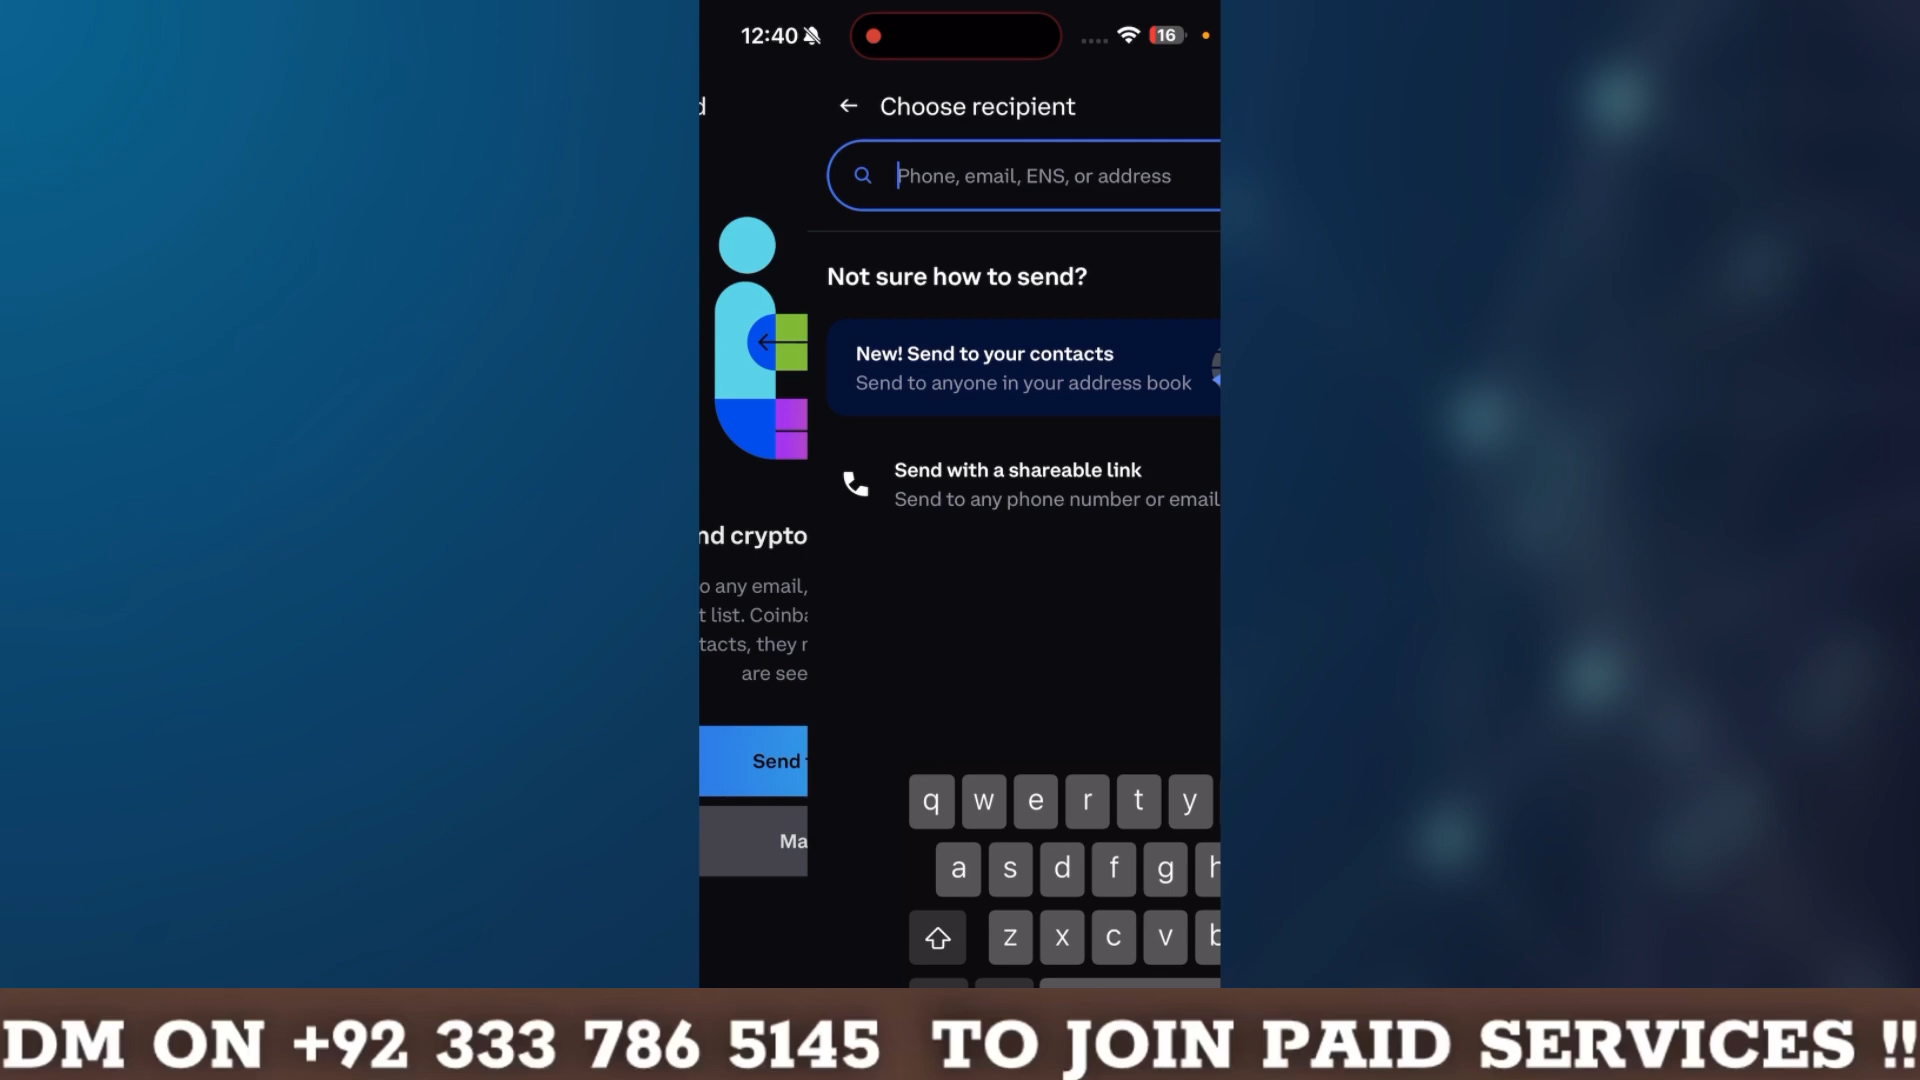 12:40
16
d
Choose recipient
Phone, email, ENS, or address
Not sure how to send?
New! Send to your contacts
Send to anyone in your address book
Send with a shareable link
Send to any phone number or email
nd crypto
o any email,
t list. Coinba
tacts, they r
are see
Send
Ma
q w e r t y
a s d f g h
z x c v b
DM ON +92 333 786 5145 TO JOIN PAID SERVICES !!